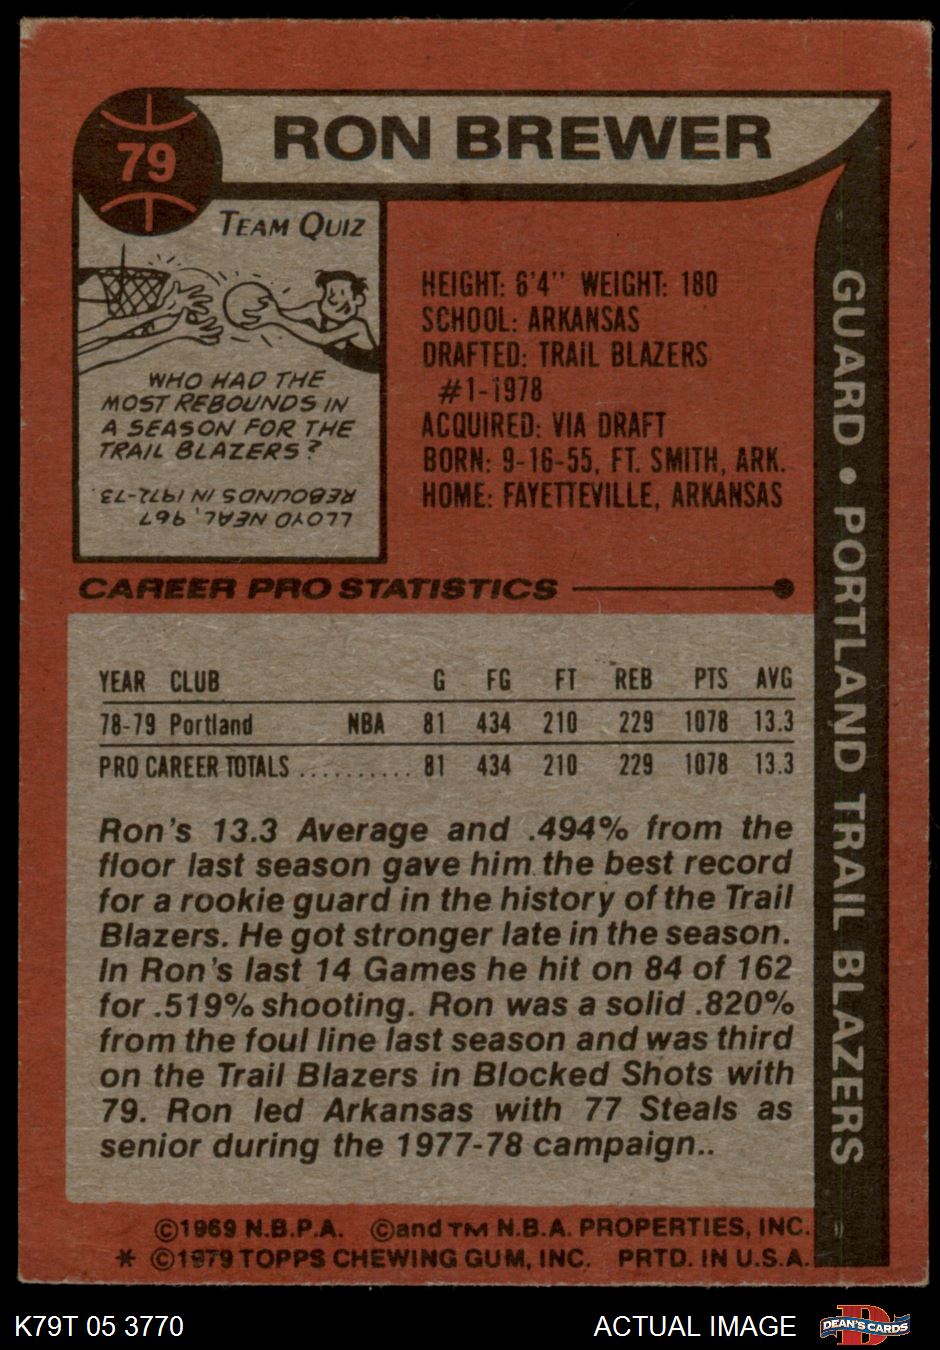 79
RON BREWER
TEAM QUIZ
WHO HAD THE
MOST REBOUNDS IN
A SEASON FOR THE
TRAIL BLAZERS?
LLOYD NEAL, 967
REBOUNDS IN 1972-73
HEIGHT: 6'4" WEIGHT: 180
SCHOOL: ARKANSAS
DRAFTED: TRAIL BLAZERS
#1-1978
ACQUIRED: VIA DRAFT
BORN: 9-16-55, FT. SMITH, ARK.
HOME: FAYETTEVILLE, ARKANSAS
GUARD • PORTLAND TRAIL BLAZERS
CAREER PRO STATISTICS
YEAR CLUB G FG FT REB PTS AVG
78-79 Portland NBA 81 434 210 229 1078 13.3
PRO CAREER TOTALS .......... 81 434 210 229 1078 13.3
Ron's 13.3 Average and .494% from the
floor last season gave him the best record
for a rookie guard in the history of the Trail
Blazers. He got stronger late in the season.
In Ron's last 14 Games he hit on 84 of 162
for .519% shooting. Ron was a solid .820%
from the foul line last season and was third
on the Trail Blazers in Blocked Shots with
79. Ron led Arkansas with 77 Steals as
senior during the 1977-78 campaign..
©1969 N.B.P.A. ©and TM N.B.A. PROPERTIES, INC.
* ©1979 TOPPS CHEWING GUM, INC. PRTD. IN U.S.A.
K79T 05 3770
ACTUAL IMAGE
DEAN'S CARDS